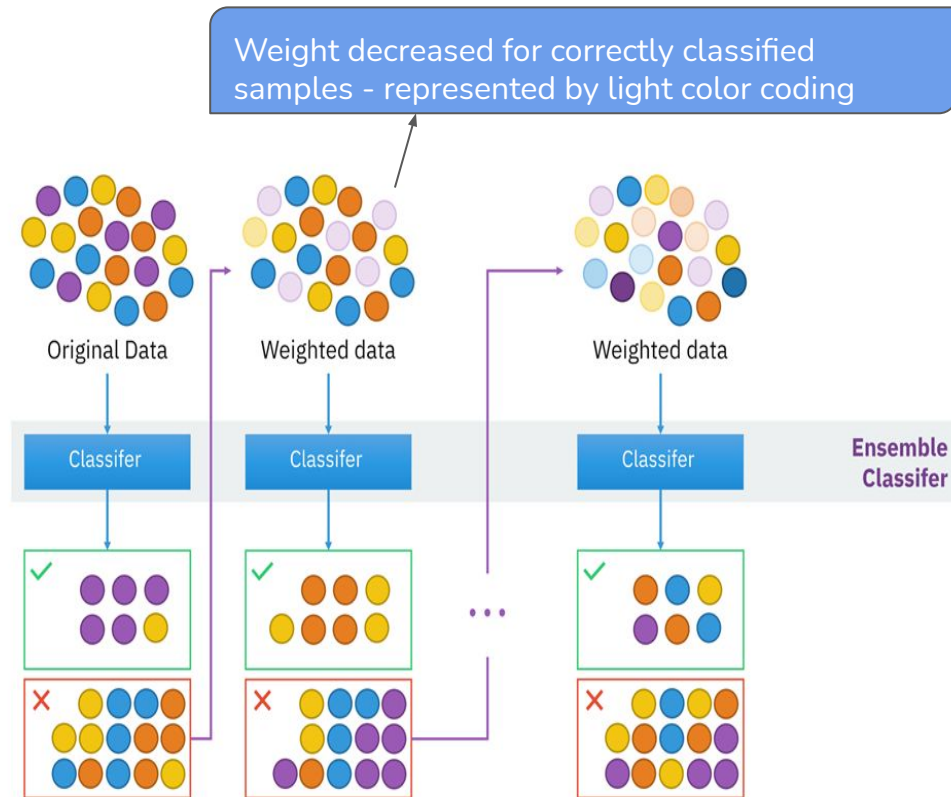 Weight decreased for correctly classified
samples - represented by light color coding
Original Data
Weighted data
Weighted data
Classifer
Classifer
Classifer
Ensemble
Classifer
...